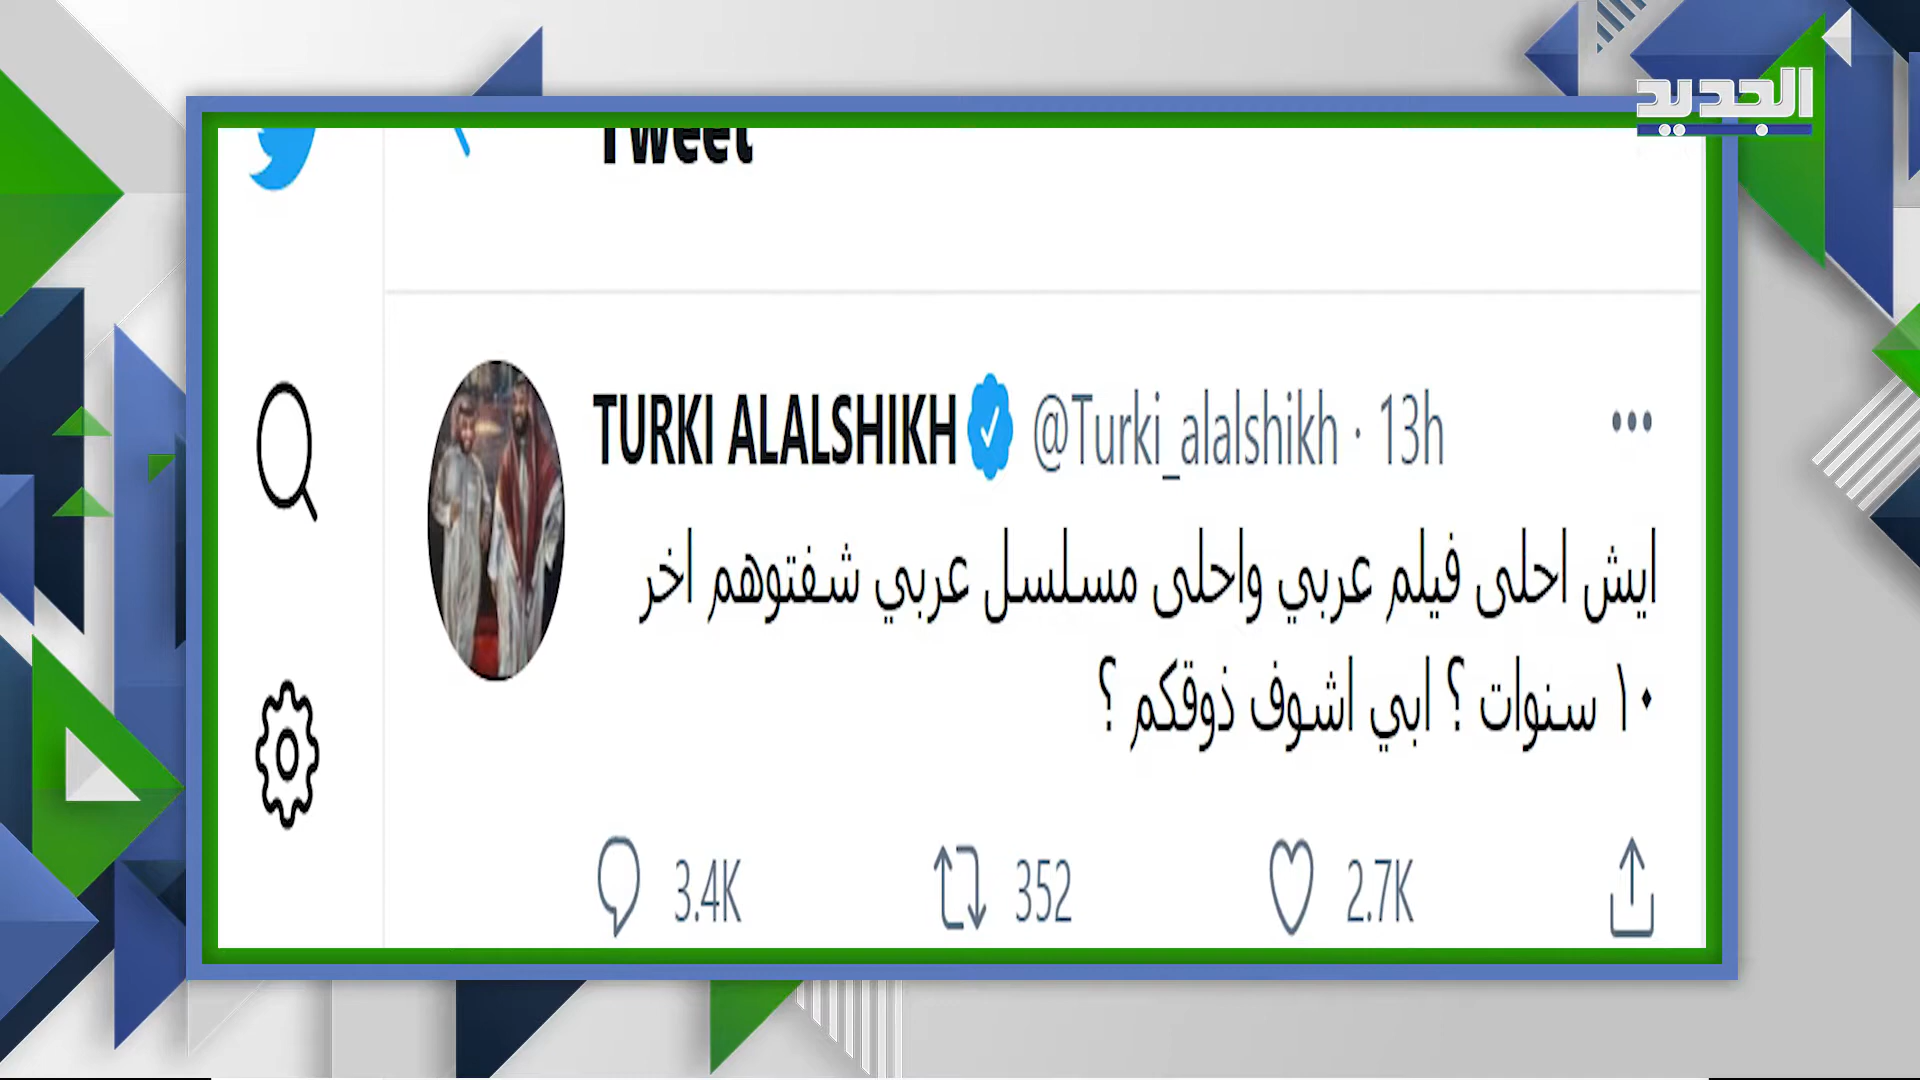 الجديد
Tweet
TURKI ALALSHIKH @Turki_alalshikh · 13h
ايش احلى فيلم عربي واحلى مسلسل عربي شفتوهم اخر
١٠ سنوات ؟ ابي اشوف ذوقكم ؟
3.4K 352 2.7K